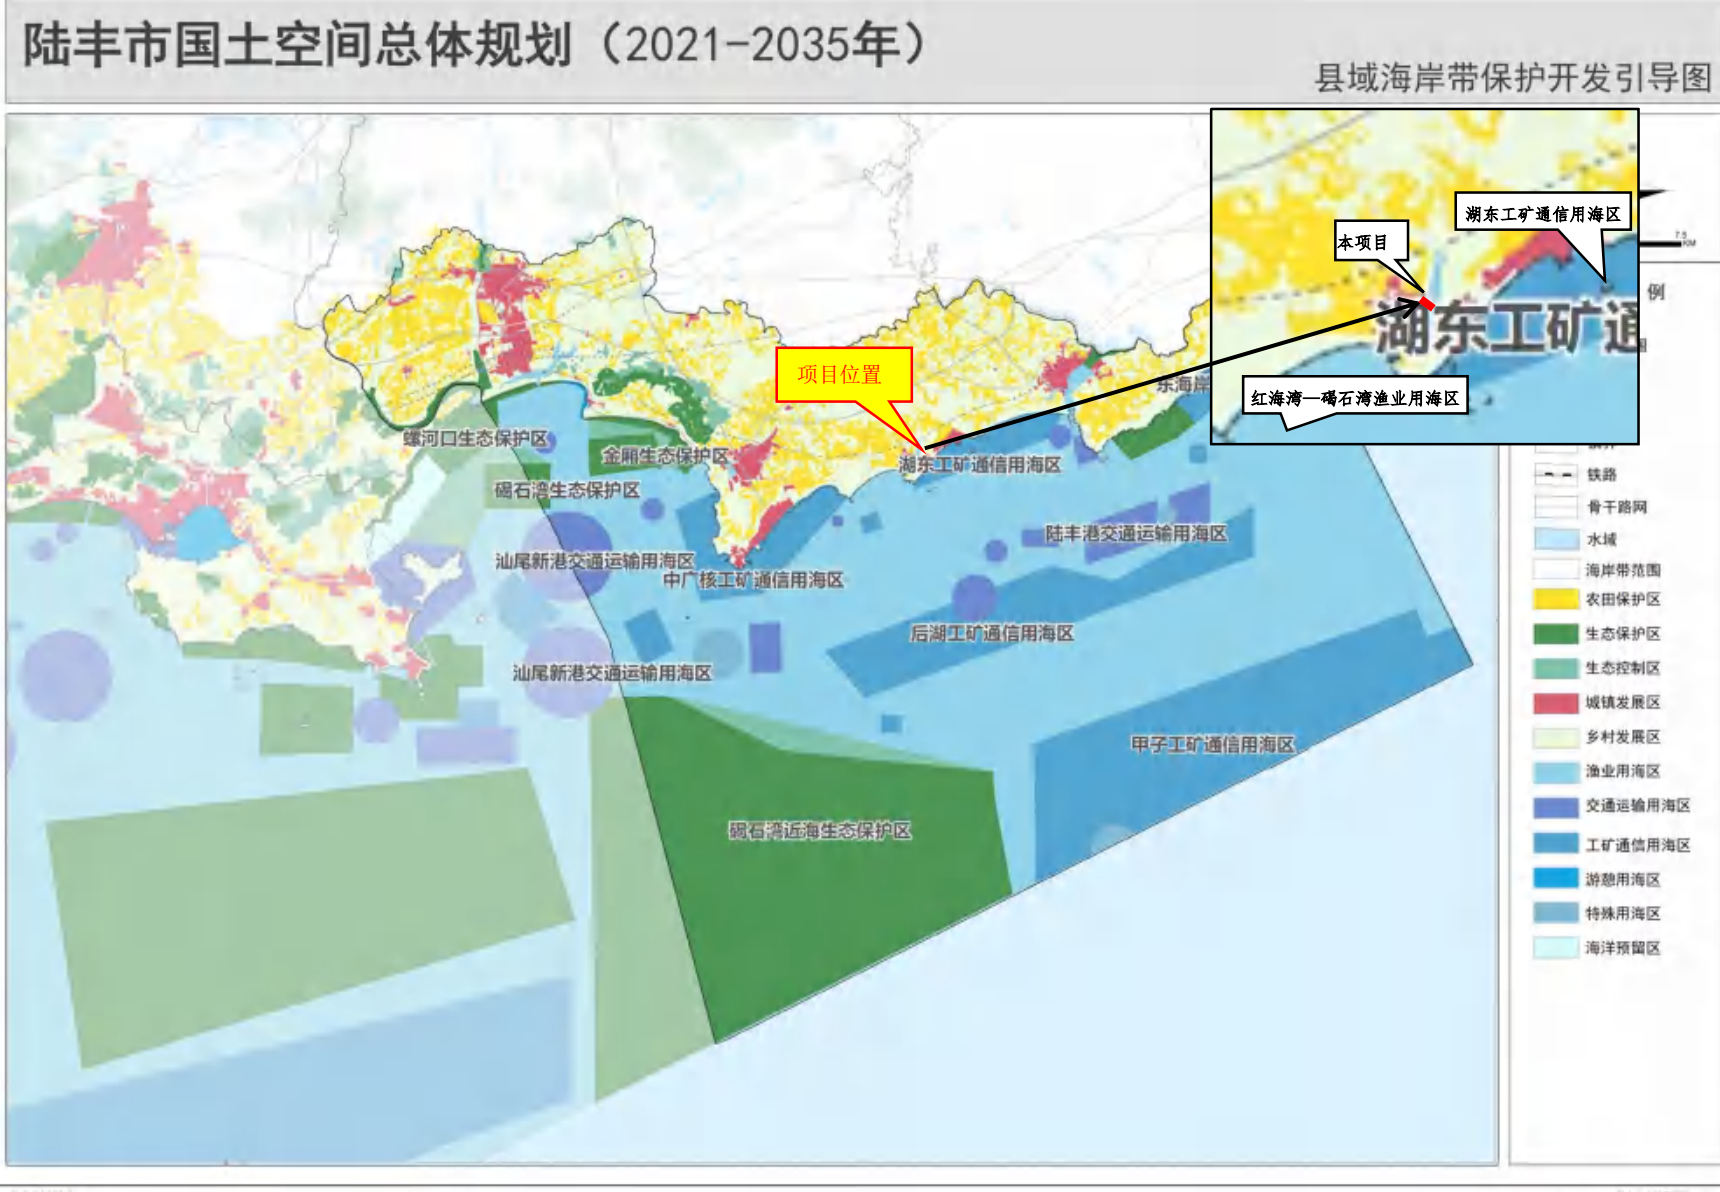 陆丰市国土空间总体规划（2021-2035年）
县域海岸带保护开发引导图
湖东工矿通信用海区
本项目
7.5
KM
例
湖东工矿通
红海湾—碣石湾渔业用海区
项目位置
东海岸
螺河口生态保护区
金厢生态保护区
湖东工矿通信用海区
碣石湾生态保护区
陆丰港交通运输用海区
汕尾新港交通运输用海区
中广核工矿通信用海区
后湖工矿通信用海区
汕尾新港交通运输用海区
甲子工矿通信用海区
碣石湾近海生态保护区
铁路
骨干路网
水域
海岸带范围
农田保护区
生态保护区
生态控制区
城镇发展区
乡村发展区
渔业用海区
交通运输用海区
工矿通信用海区
游憩用海区
特殊用海区
海洋预留区